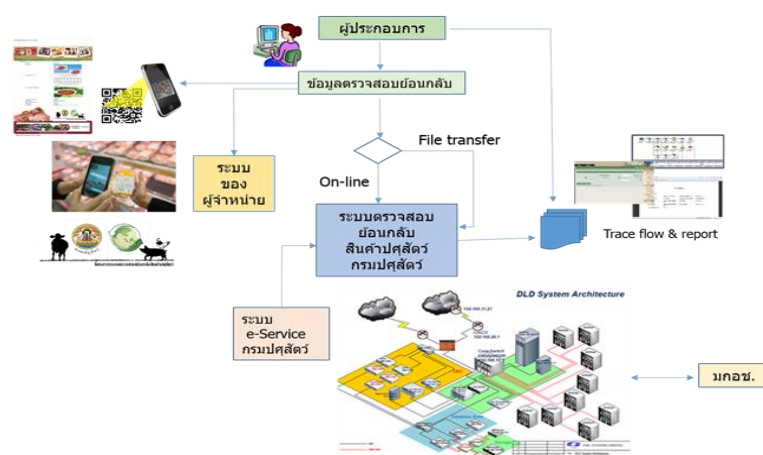 ผู้ประกอบการ
ข้อมูลตรวจสอบย้อนกลับ
File transfer
ระบบ
ของ
ผู้จำหน่าย
On-line
ระบบตรวจสอบ
ย้อนกลับ
สินค้าปศุสัตว์
กรมปศุสัตว์
Trace flow & report
ระบบ
e-Service
กรมปศุสัตว์
DLD System Architecture
มกอช.